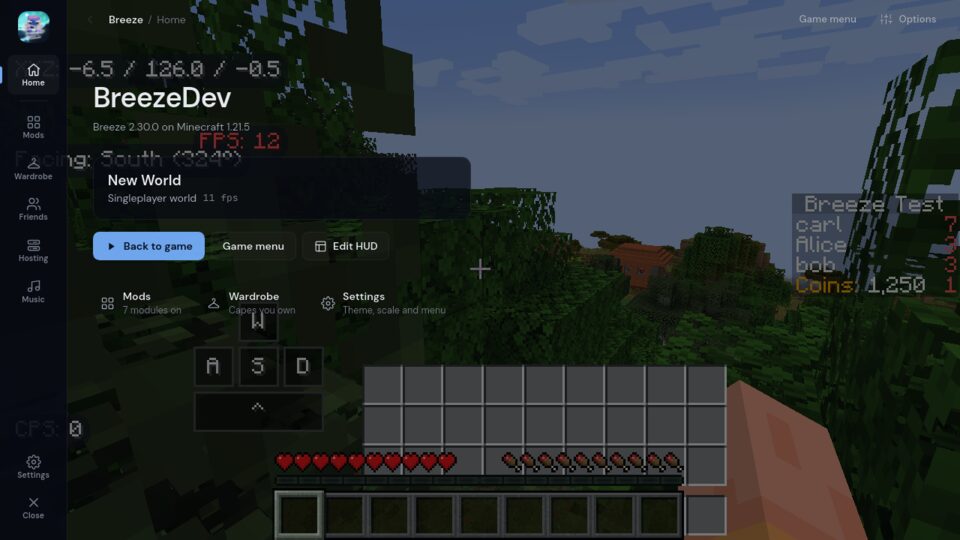 Breeze / Home
Game menu
Options
XYZ: -6.5 / 126.0 / -0.5
Home
BreezeDev
Breeze 2.30.0 on Minecraft 1.21.5
Mods
FPS: 12
Facing: South (324°)
Wardrobe
New World
Singleplayer world 11 fps
Friends
Breeze Test
carl 7
Alice 3
bob 3
Coins: 1,250 1
Back to game
Game menu
Edit HUD
Hosting
Music
Mods
7 modules on
Wardrobe
Capes you own
Settings
Theme, scale and menu
W
A S D
^
CPS: 0
Settings
Close